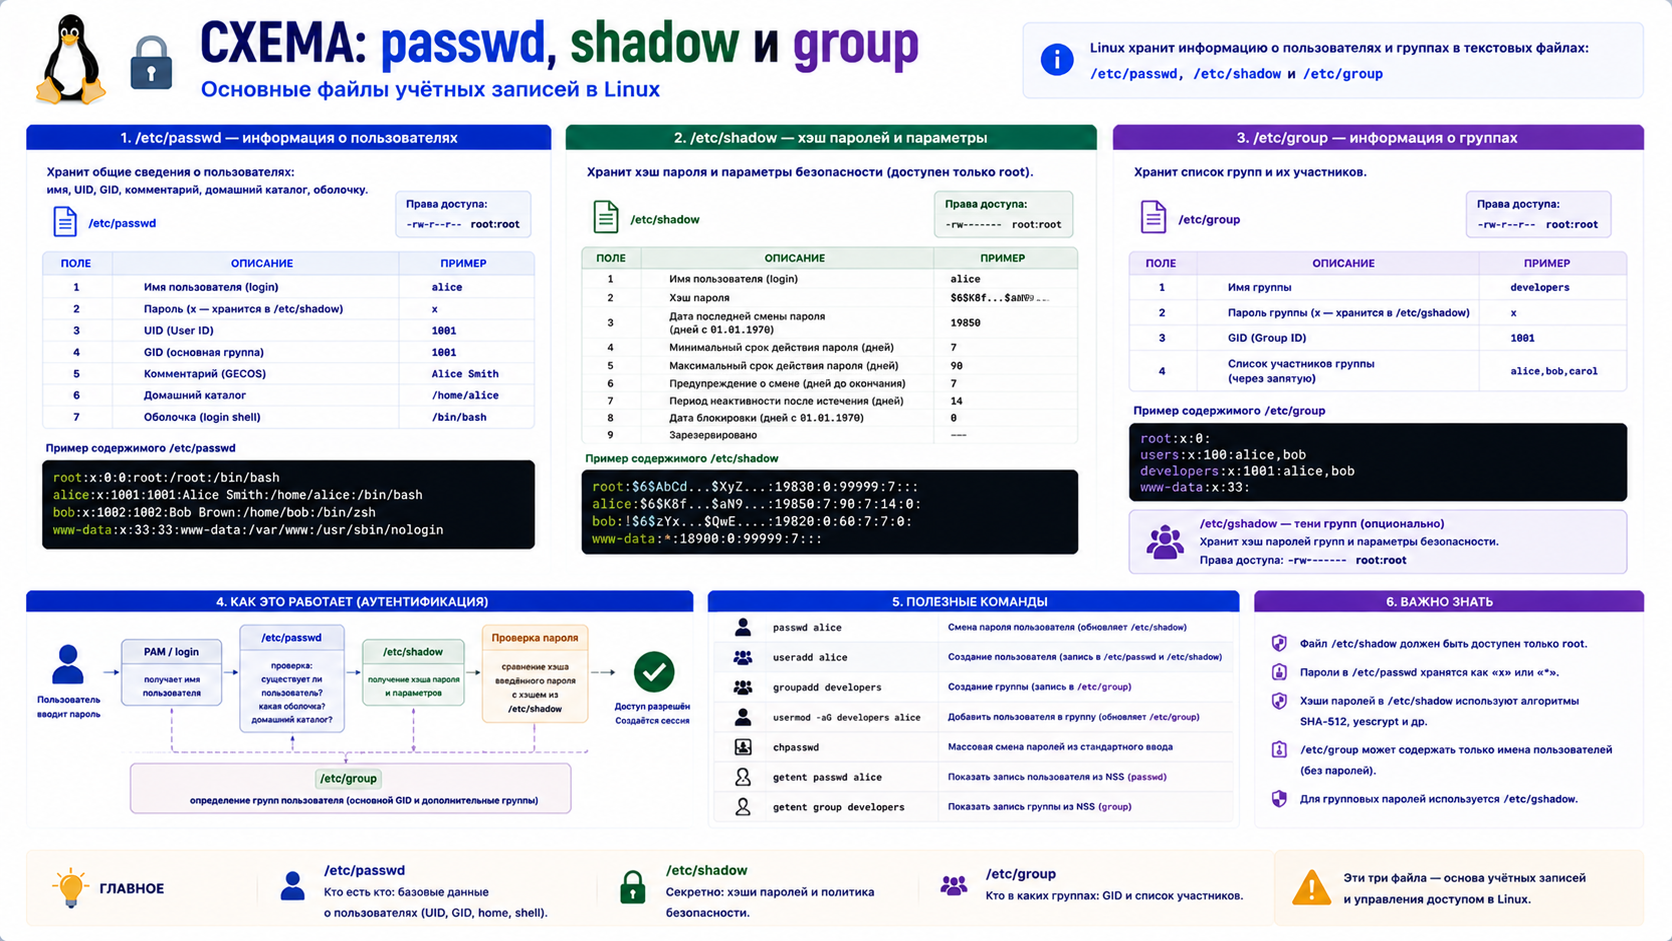 СХЕМА: passwd, shadow и group
Основные файлы учётных записей в Linux
Linux хранит информацию о пользователях и группах в текстовых файлах:
/etc/passwd, /etc/shadow и /etc/group
1. /etc/passwd — информация о пользователях
Хранит общие сведения о пользователях:
имя, UID, GID, комментарий, домашний каталог, оболочку.
/etc/passwd
Права доступа:
-rw-r--r-- root:root
ПОЛЕ ОПИСАНИЕ ПРИМЕР
1 Имя пользователя (login) alice
2 Пароль (x — хранится в /etc/shadow) x
3 UID (User ID) 1001
4 GID (основная группа) 1001
5 Комментарий (GECOS) Alice Smith
6 Домашний каталог /home/alice
7 Оболочка (login shell) /bin/bash
Пример содержимого /etc/passwd
root:x:0:0:root:/root:/bin/bash
alice:x:1001:1001:Alice Smith:/home/alice:/bin/bash
bob:x:1002:1002:Bob Brown:/home/bob:/bin/zsh
www-data:x:33:33:www-data:/var/www:/usr/sbin/nologin
2. /etc/shadow — хэш паролей и параметры
Хранит хэш пароля и параметры безопасности (доступен только root).
/etc/shadow
Права доступа:
-rw------- root:root
ПОЛЕ ОПИСАНИЕ ПРИМЕР
1 Имя пользователя (login) alice
2 Хэш пароля
3 Дата последней смены пароля
(дней с 01.01.1970) 19850
4 Минимальный срок действия пароля (дней) 7
5 Максимальный срок действия пароля (дней) 90
6 Предупреждение о смене (дней до окончания) 7
7 Период неактивности после истечения (дней) 14
8 Дата блокировки (дней с 01.01.1970) 0
9 Зарезервировано ---
Пример содержимого /etc/shadow
root:$6$AbCd...$XyZ...:19830:0:99999:7:::
alice:$6$K8f...$aN9...:19850:7:90:7:14:0:
bob:!$6$zYx...$QwE....:19820:0:60:7:7:0:
www-data:*:18900:0:99999:7:::
3. /etc/group — информация о группах
Хранит список групп и их участников.
/etc/group
Права доступа:
-rw-r--r-- root:root
ПОЛЕ ОПИСАНИЕ ПРИМЕР
1 Имя группы developers
2 Пароль группы (x — хранится в /etc/gshadow) x
3 GID (Group ID) 1001
4 Список участников группы
(через запятую) alice,bob,carol
Пример содержимого /etc/group
root:x:0:
users:x:100:alice,bob
developers:x:1001:alice,bob
www-data:x:33:
/etc/gshadow — тени групп (опционально)
Хранит хэш паролей групп и параметры безопасности.
Права доступа: -rw------- root:root
4. КАК ЭТО РАБОТАЕТ (АУТЕНТИФИКАЦИЯ)
Пользователь
вводит пароль
PAM / login
получает имя
пользователя
/etc/passwd
проверка:
существует ли
пользователь?
какая оболочка?
домашний каталог?
/etc/shadow
получение хэша пароля
и параметров
Проверка пароля
сравнение хэша
введённого пароля
с хэшем из
/etc/shadow
Доступ разрешён
Создаётся сессия
/etc/group
определение групп пользователя (основной GID и дополнительные группы)
5. ПОЛЕЗНЫЕ КОМАНДЫ
passwd alice Смена пароля пользователя (обновляет /etc/shadow)
useradd alice Создание пользователя (запись в /etc/passwd и /etc/shadow)
groupadd developers Создание группы (запись в /etc/group)
usermod -aG developers alice Добавить пользователя в группу (обновляет /etc/group)
chpasswd Массовая смена паролей из стандартного ввода
getent passwd alice Показать запись пользователя из NSS (passwd)
getent group developers Показать запись группы из NSS (group)
6. ВАЖНО ЗНАТЬ
Файл /etc/shadow должен быть доступен только root.
Пароли в /etc/passwd хранятся как «x» или «*».
Хэши паролей в /etc/shadow используют алгоритмы
SHA-512, yescrypt и др.
/etc/group может содержать только имена пользователей
(без паролей).
Для групповых паролей используется /etc/gshadow.
ГЛАВНОЕ
/etc/passwd
Кто есть кто: базовые данные
о пользователях (UID, GID, home, shell).
/etc/shadow
Секретно: хэши паролей и политика
безопасности.
/etc/group
Кто в каких группах: GID и список участников.
Эти три файла — основа учётных записей
и управления доступом в Linux.